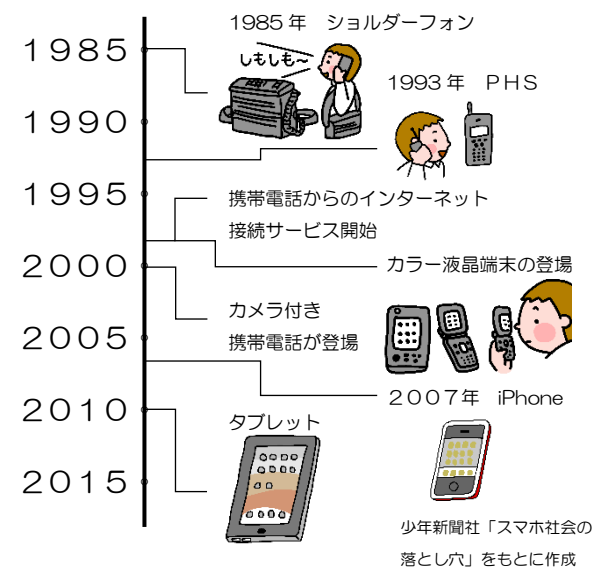 1985年　ショルダーフォン
１９８５
しもしも～
1993年　ＰＨＳ
１９９０
１９９５
携帯電話からのインターネット
接続サービス開始
２０００
カラー液晶端末の登場
カメラ付き
携帯電話が登場
２００５
２００７年　iPhone
２０１０
タブレット
２０１５
少年新聞社「スマホ社会の
落とし穴」をもとに作成